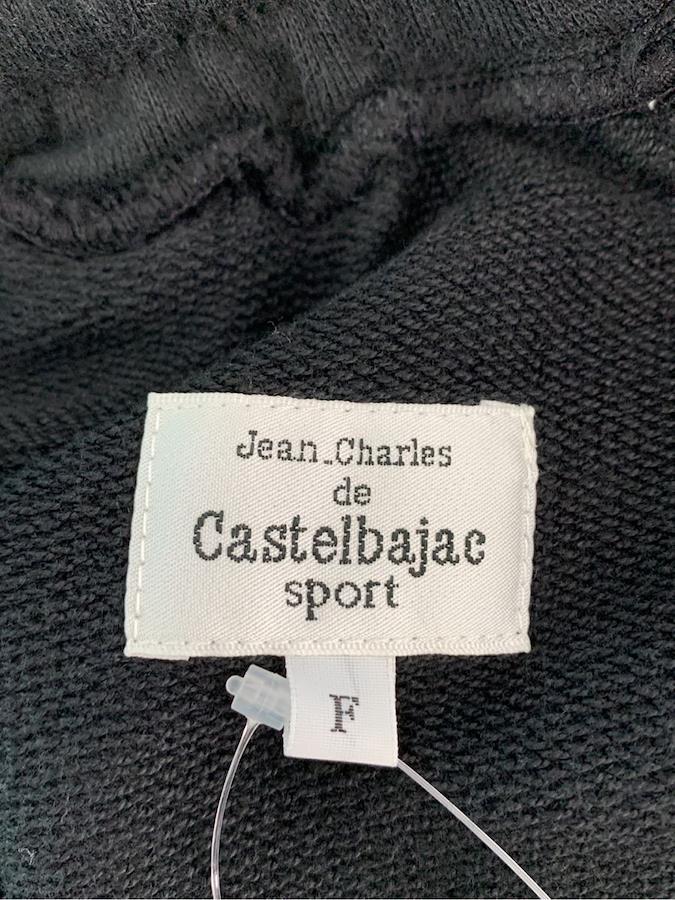 Jean-Charles
de
Castelbajac
sport
F